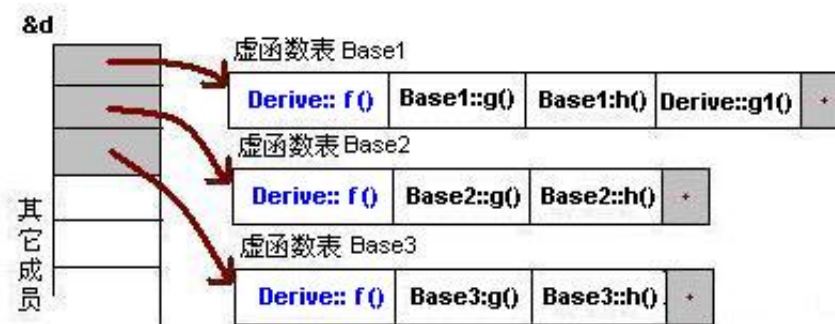 &d
虚函数表 Base1
Derive:: f () Base1::g() Base1:h() Derive::g1()
虚函数表 Base2
Derive:: f () Base2::g() Base2::h()
其它成员
虚函数表 Base3
Derive:: f () Base3:g() Base3::h()